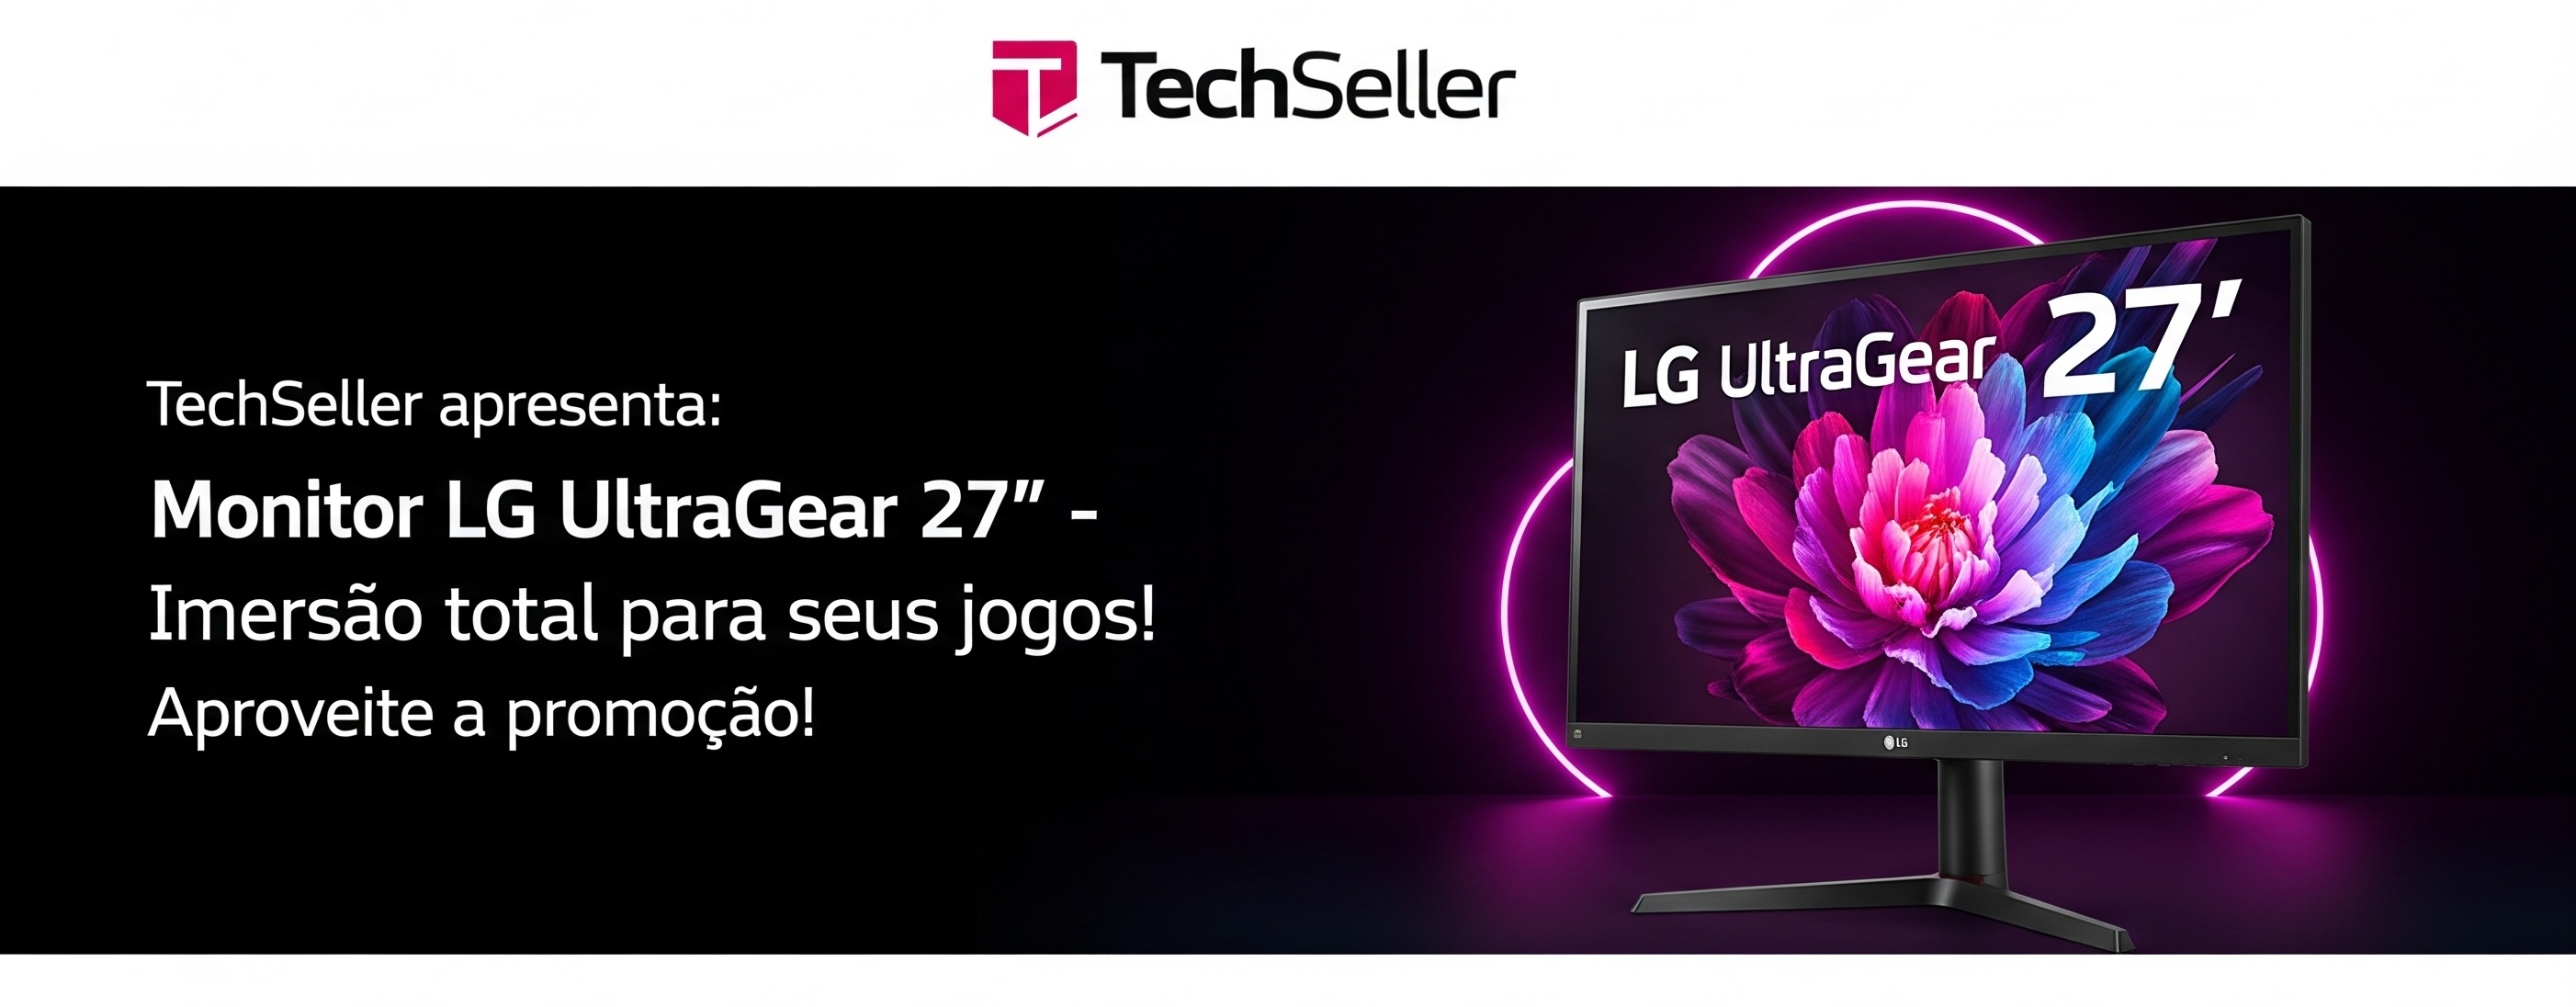 TechSeller
TechSeller apresenta:
Monitor LG UltraGear 27” -
Imersão total para seus jogos!
Aproveite a promoção!
LG UltraGear 27’
LG